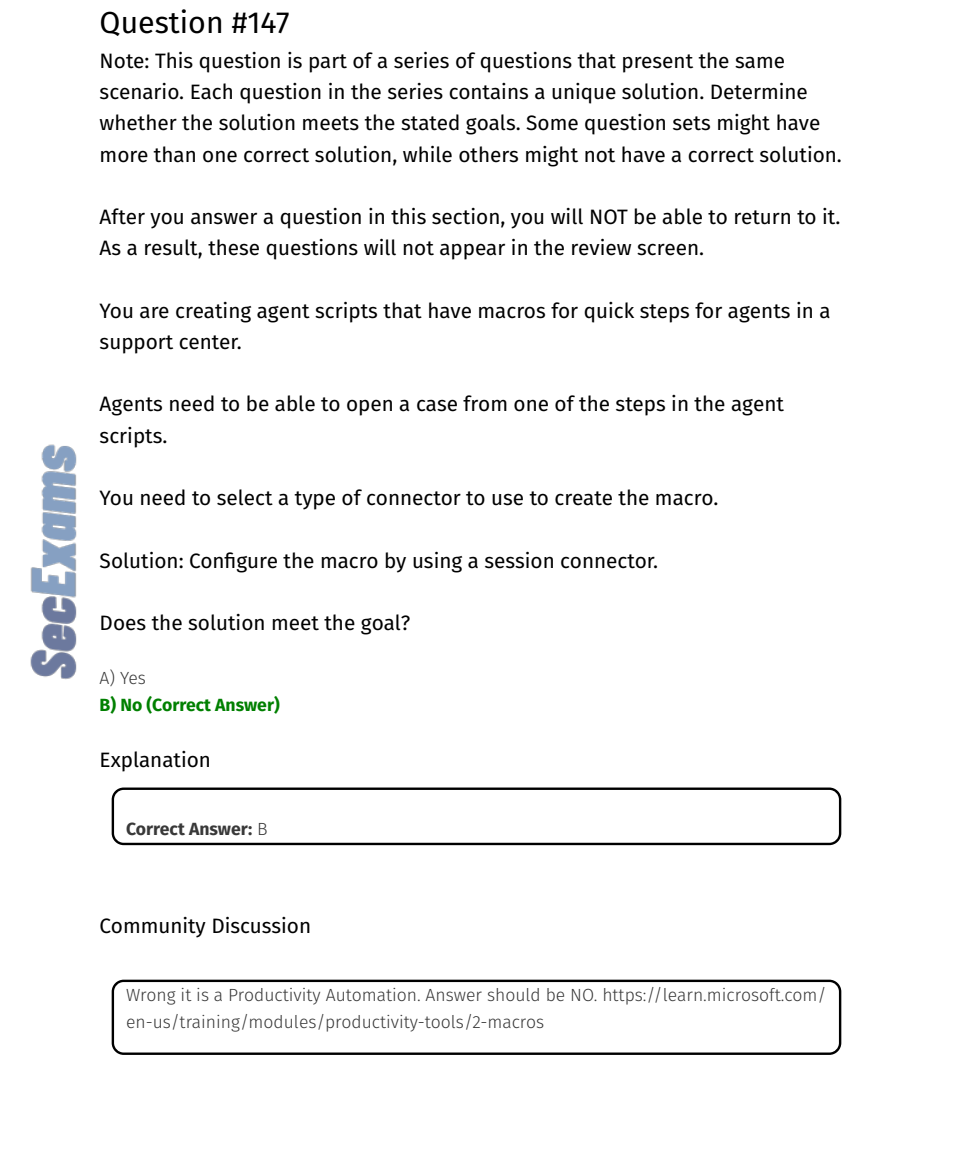 Question #147
Note: This question is part of a series of questions that present the same
scenario. Each question in the series contains a unique solution. Determine
whether the solution meets the stated goals. Some question sets might have
more than one correct solution, while others might not have a correct solution.
After you answer a question in this section, you will NOT be able to return to it.
As a result, these questions will not appear in the review screen.
You are creating agent scripts that have macros for quick steps for agents in a
support center.
Agents need to be able to open a case from one of the steps in the agent
scripts.
You need to select a type of connector to use to create the macro.
Solution: Configure the macro by using a session connector.
Does the solution meet the goal?
A) Yes
B) No (Correct Answer)
Explanation
Correct Answer: B
Community Discussion
Wrong it is a Productivity Automation. Answer should be NO. https://learn.microsoft.com/
en-us/training/modules/productivity-tools/2-macros
SecExams